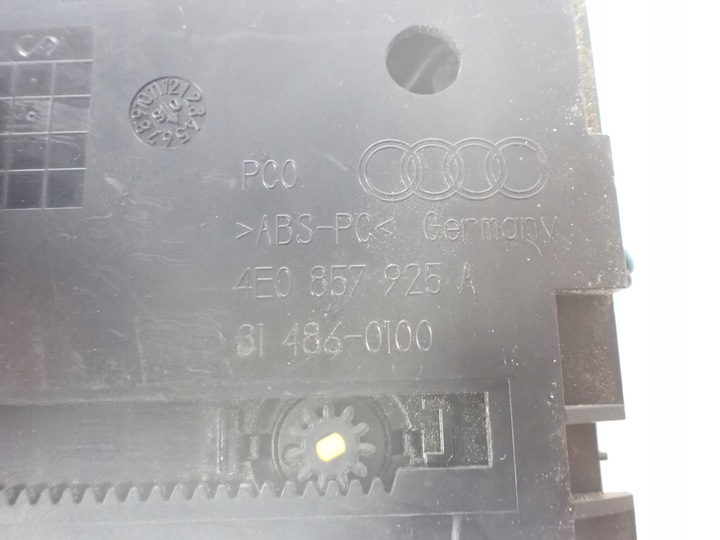 PCO
>ABS-PC< Germany
4E0 857 925 A
31 486-0100